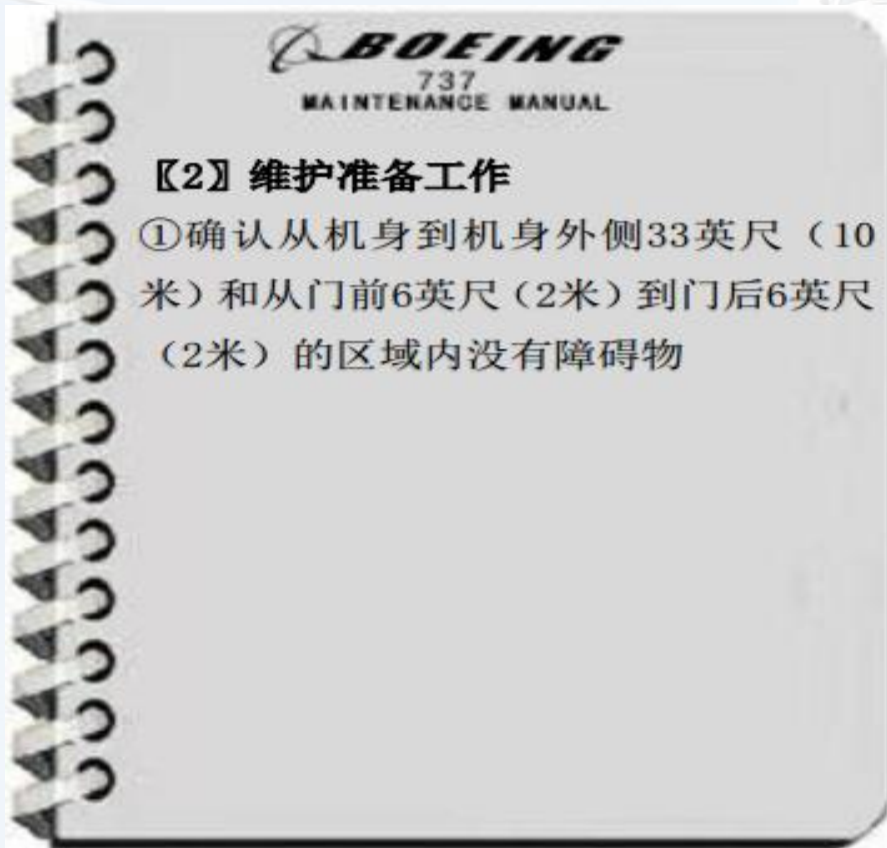 BOEING
737
MAINTENANCE MANUAL
〖2〗维护准备工作
①确认从机身到机身外侧33英尺（10
米）和从门前6英尺（2米）到门后6英尺
（2米）的区域内没有障碍物